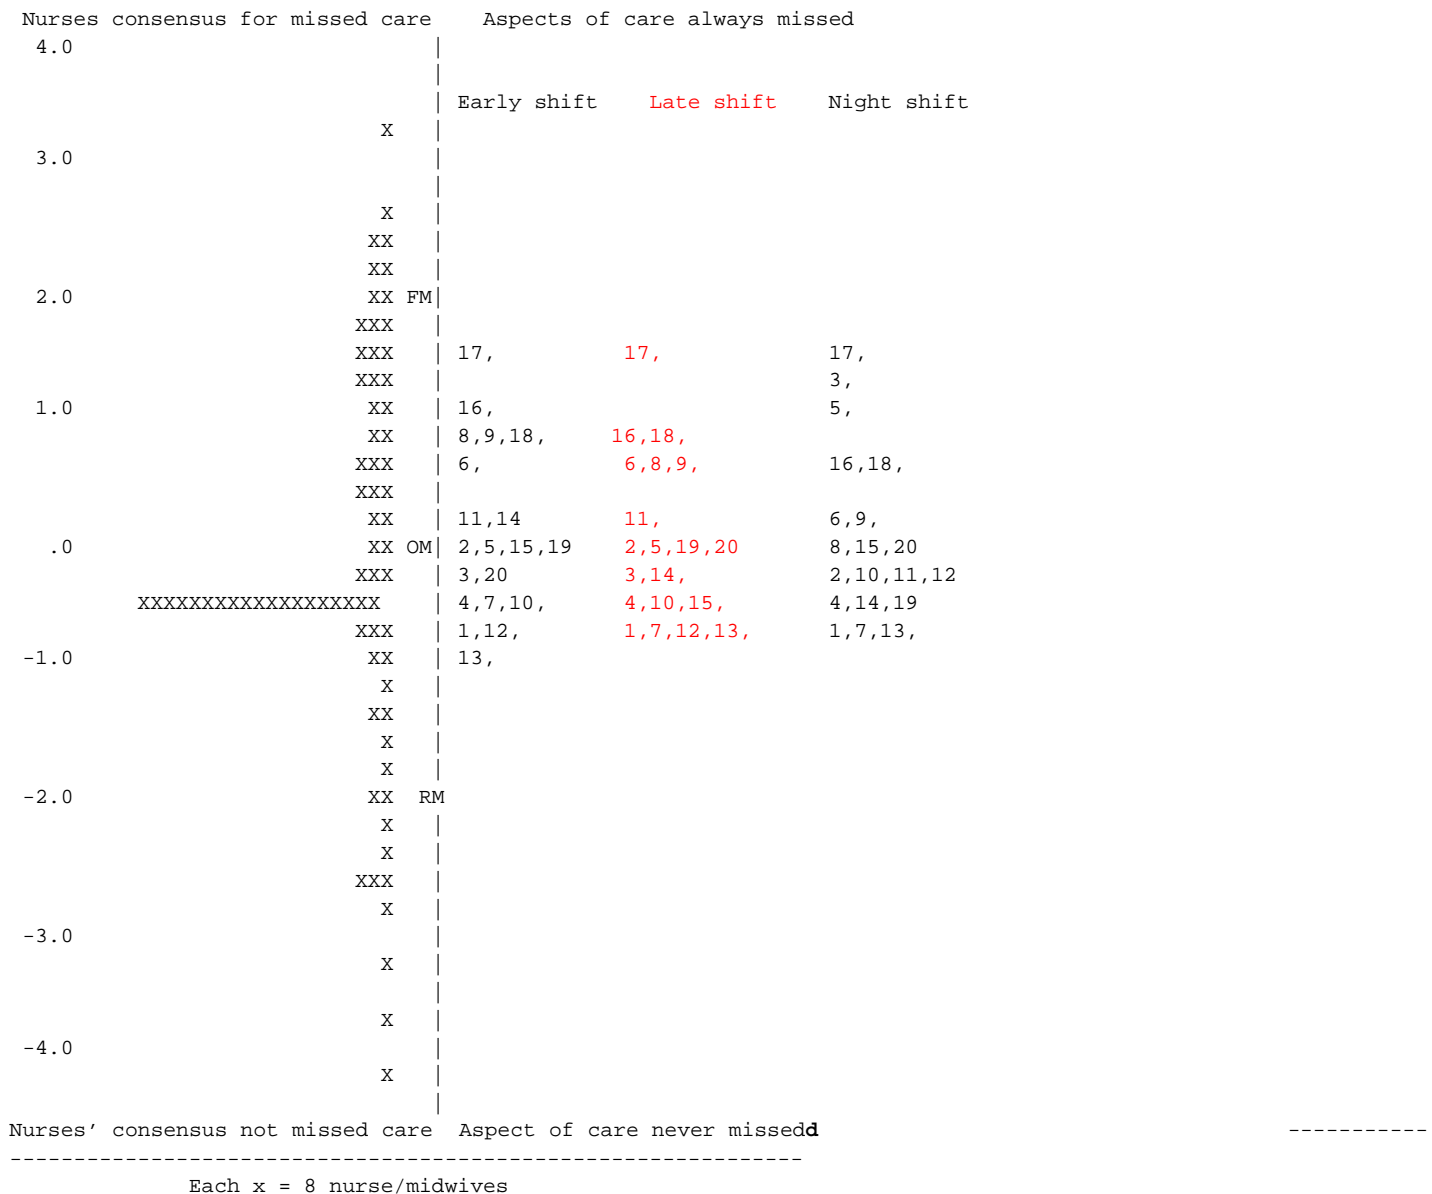 Nurses consensus for missed care    Aspects of care always missed
4.0 |
|
| Early shift    Late shift    Night shift
X |
3.0 |
|
X |
XX |
XX |
2.0 XX FM|
XXX |
XXX | 17,    17,    17,
XXX | 3,
1.0 XX | 16,    5,
XX | 8,9,18,    16,18,
XXX | 6,    6,8,9,    16,18,
XXX |
XX | 11,14    11,    6,9,
.0 XX OM| 2,5,15,19    2,5,19,20    8,15,20
XXX | 3,20    3,14,    2,10,11,12
XXXXXXXXXXXXXXXXXXX | 4,7,10,    4,10,15,    4,14,19
XXX | 1,12,    1,7,12,13,    1,7,13,
-1.0 XX | 13,
X |
XX |
X |
X |
-2.0 XX RM
X |
X |
XXX |
X |
-3.0 |
X |
|
X |
-4.0 |
X |
|
Nurses’ consensus not missed care  Aspect of care never missedd    -----------
--------------------------------------------------------------
Each x = 8 nurse/midwives